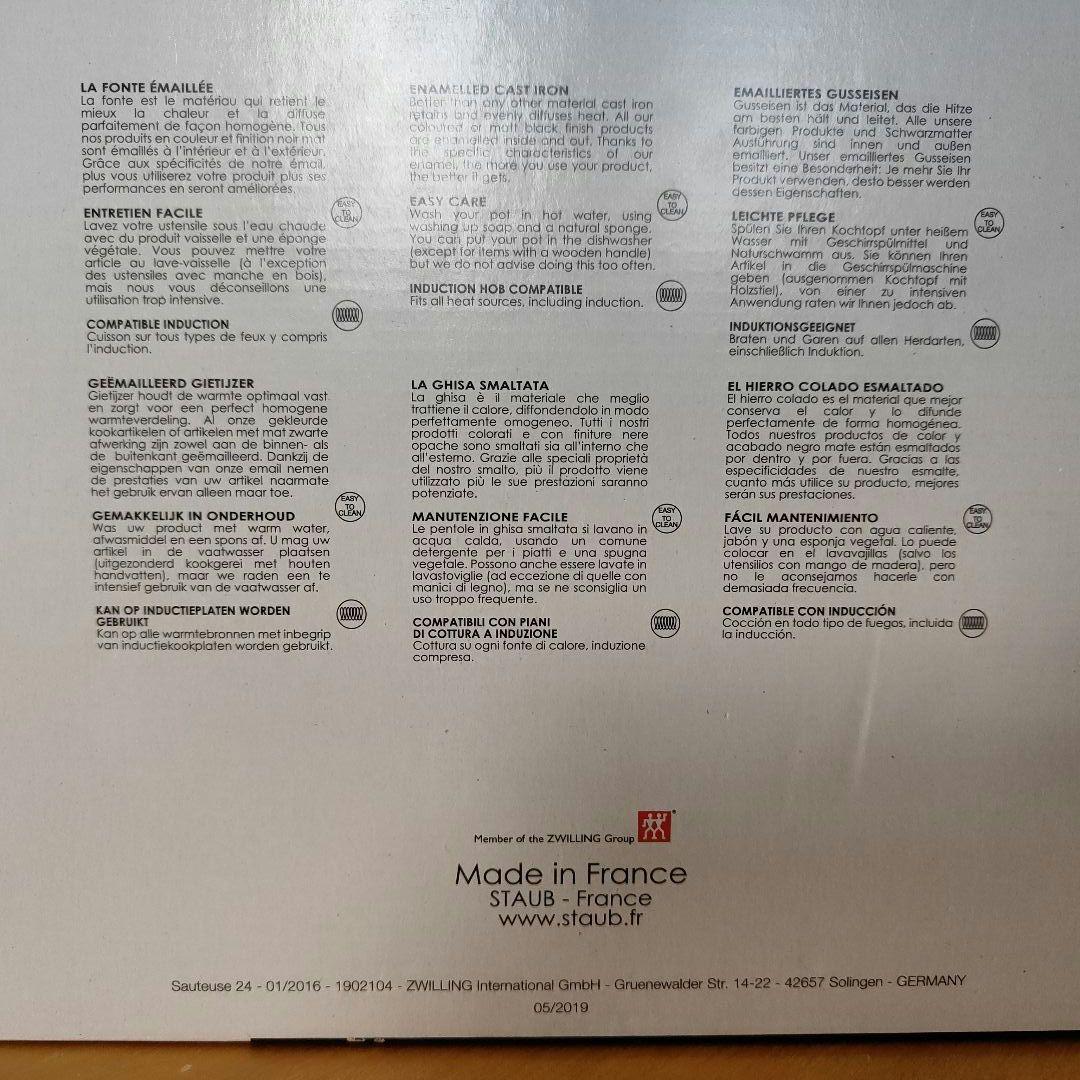 LA FONTE ÉMAILLÉE
La fonte est le matériau qui retient le
mieux la chaleur et la diffuse
parfaitement de façon homogène. Tous
nos produits en couleur et finition noir mat
sont émaillés à l'intérieur et à l'extérieur.
Grâce aux spécificités de notre émail,
plus vous utiliserez votre produit plus ses
performances en seront améliorées.
ENTRETIEN FACILE
Lavez votre ustensile sous l'eau chaude
avec du produit vaisselle et une éponge
végétale. Vous pouvez mettre votre
article au lave-vaisselle (à l'exception
des ustensiles avec manche en bois),
mais nous vous déconseillons une
utilisation trop intensive.
EASY
TO
CLEAN
COMPATIBLE INDUCTION
Cuisson sur tous types de feux y compris
l'induction.
ENAMELLED CAST IRON
Better than any other material cast iron
retains and evenly diffuses heat. All our
coloured or matt black finish products
are enamelled inside and out. Thanks to
the specific characteristics of our
enamel, the more you use your product,
the better it gets.
EASY CARE
Wash your pot in hot water, using
washing up soap and a natural sponge.
You can put your pot in the dishwasher
(except for items with a wooden handle)
but we do not advise doing this too often.
EASY
TO
CLEAN
INDUCTION HOB COMPATIBLE
Fits all heat sources, including induction.
EMAILLIERTES GUSSEISEN
Gusseisen ist das Material, das die Hitze
am besten hält und leitet. Alle unsere
farbigen Produkte und Schwarzmatter
Ausführung sind innen und außen
emailliert. Unser emailliertes Gusseisen
besitzt eine Besonderheit: Je mehr Sie Ihr
Produkt verwenden, desto besser werden
dessen Eigenschaften.
LEICHTE PFLEGE
Spülen Sie Ihren Kochtopf unter heißem
Wasser mit Geschirrspülmittel und
Naturschwamm aus. Sie können Ihren
Artikel in die Geschirrspülmaschine
geben (ausgenommen Kochtopf mit
Holzstiel), von einer zu intensiven
Anwendung raten wir Ihnen jedoch ab.
EASY
TO
CLEAN
INDUKTIONSGEEIGNET
Braten und Garen auf allen Herdarten,
einschließlich Induktion.
GEËMAILLEERD GIETIJZER
Gietijzer houdt de warmte optimaal vast
en zorgt voor een perfect homogene
warmteverdeling. Al onze gekleurde
kookartikelen of artikelen met mat zwarte
afwerking zijn zowel aan de binnen- als
de buitenkant geëmailleerd. Dankzij de
eigenschappen van onze email nemen
de prestaties van uw artikel naarmate
het gebruik ervan alleen maar toe.
GEMAKKELIJK IN ONDERHOUD
Was uw product met warm water,
afwasmiddel en een spons af. U mag uw
artikel in de vaatwasser plaatsen
(uitgezonderd kookgerei met houten
handvatten), maar we raden een te
intensief gebruik van de vaatwasser af.
EASY
TO
CLEAN
KAN OP INDUCTIEPLATEN WORDEN
GEBRUIKT
Kan op alle warmtebronnen met inbegrip
van inductiekookplaten worden gebruikt.
LA GHISA SMALTATA
La ghisa è il materiale che meglio
trattiene il calore, diffondendolo in modo
perfettamente omogeneo. Tutti i nostri
prodotti colorati e con finiture nere
opache sono smaltati sia all'interno che
all'esterno. Grazie alle speciali proprietà
del nostro smalto, più il prodotto viene
utilizzato più le sue prestazioni saranno
potenziate.
MANUTENZIONE FACILE
Le pentole in ghisa smaltata si lavano in
acqua calda, usando un comune
detergente per i piatti e una spugna
vegetale. Possono anche essere lavate in
lavastoviglie (ad eccezione di quelle con
manici di legno), ma se ne sconsiglia un
uso troppo frequente.
EASY
TO
CLEAN
COMPATIBILI CON PIANI
DI COTTURA A INDUZIONE
Cottura su ogni fonte di calore, induzione
compresa.
EL HIERRO COLADO ESMALTADO
El hierro colado es el material que mejor
conserva el calor y lo difunde
perfectamente de forma homogénea.
Todos nuestros productos de color y
acabado negro mate están esmaltados
por dentro y por fuera. Gracias a las
especificidades de nuestro esmalte,
cuanto más utilice su producto, mejores
serán sus prestaciones.
FÁCIL MANTENIMIENTO
Lave su producto con agua caliente,
jabón y una esponja vegetal. Lo puede
colocar en el lavavajillas (salvo los
utensilios con mango de madera), pero
no le aconsejamos hacerle con
demasiada frecuencia.
EASY
TO
CLEAN
COMPATIBLE CON INDUCCIÓN
Cocción en todo tipo de fuegos, incluida
la inducción.
Member of the ZWILLING Group
Made in France
STAUB - France
www.staub.fr
Sauteuse 24 - 01/2016 - 1902104 - ZWILLING International GmbH - Gruenewalder Str. 14-22 - 42657 Solingen - GERMANY
05/2019